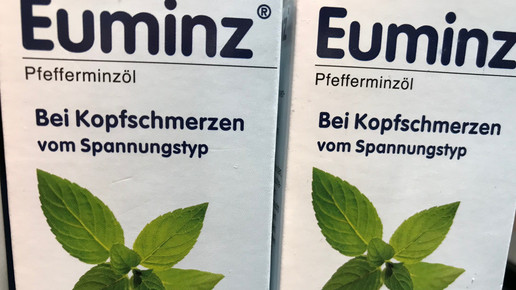 Euminz®
Pfefferminzöl
Bei Kopfschmerzen
vom Spannungstyp
Euminz®
Pfefferminzöl
Bei Kopfschmerzen
vom Spannungstyp